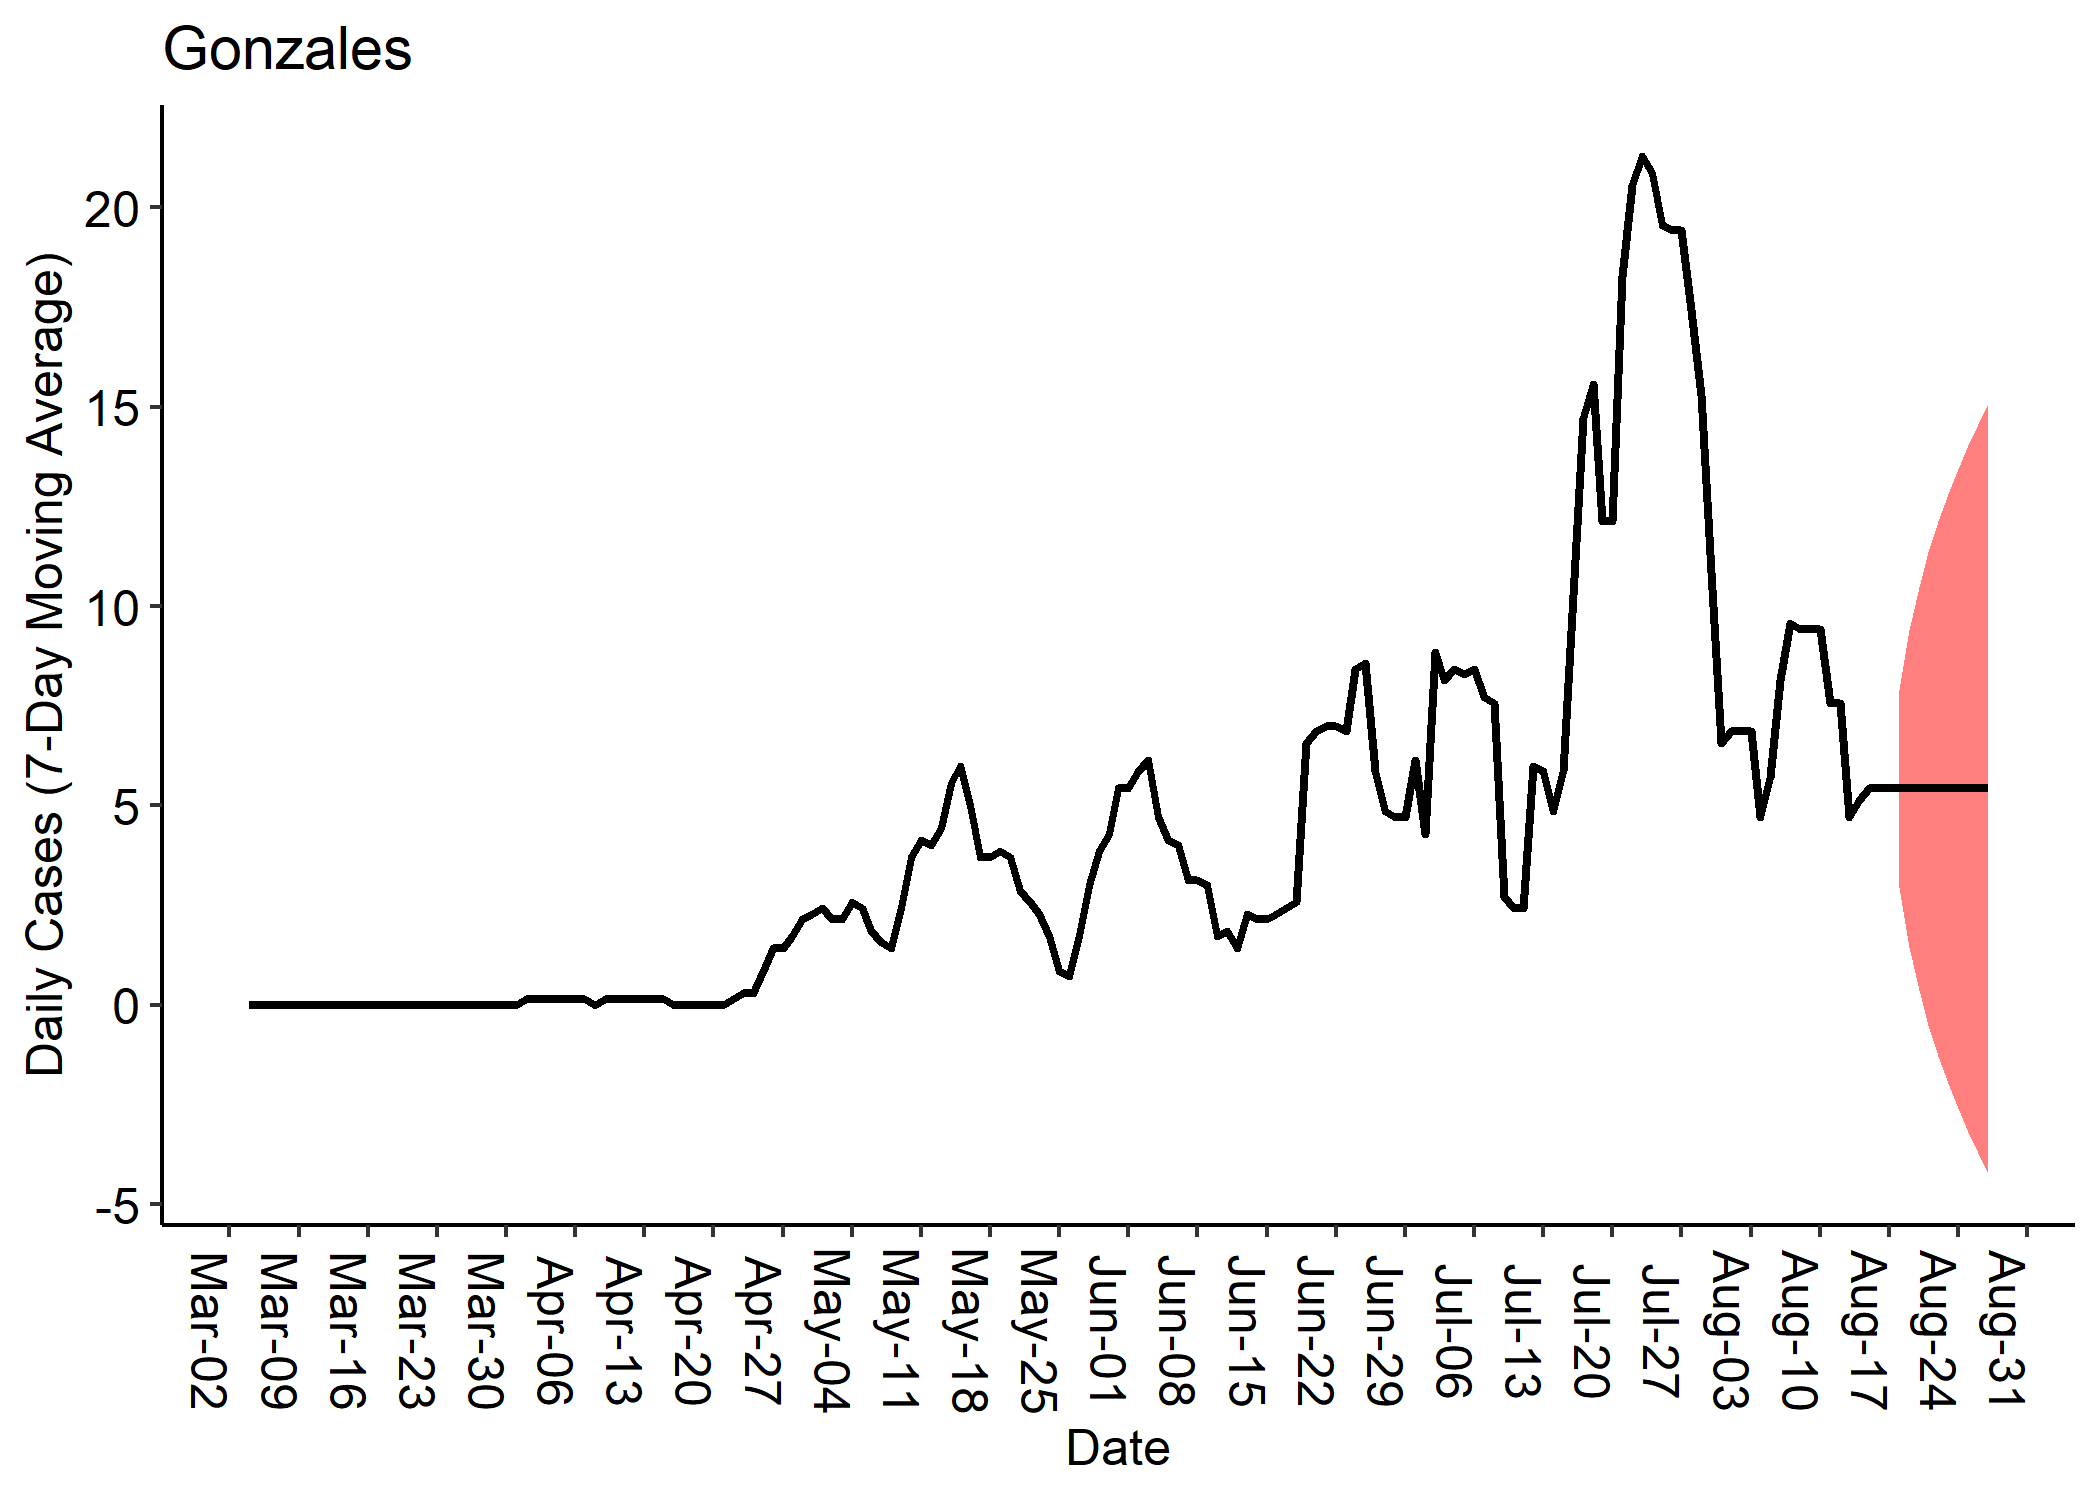 Gonzales
Daily Cases (7-Day Moving Average)
20
15
10
5
0
-5
Mar-02
Mar-09
Mar-16
Mar-23
Mar-30
Apr-06
Apr-13
Apr-20
Apr-27
May-04
May-11
May-18
May-25
Jun-01
Jun-08
Jun-15
Jun-22
Jun-29
Jul-06
Jul-13
Jul-20
Jul-27
Aug-03
Aug-10
Aug-17
Aug-24
Aug-31
Date